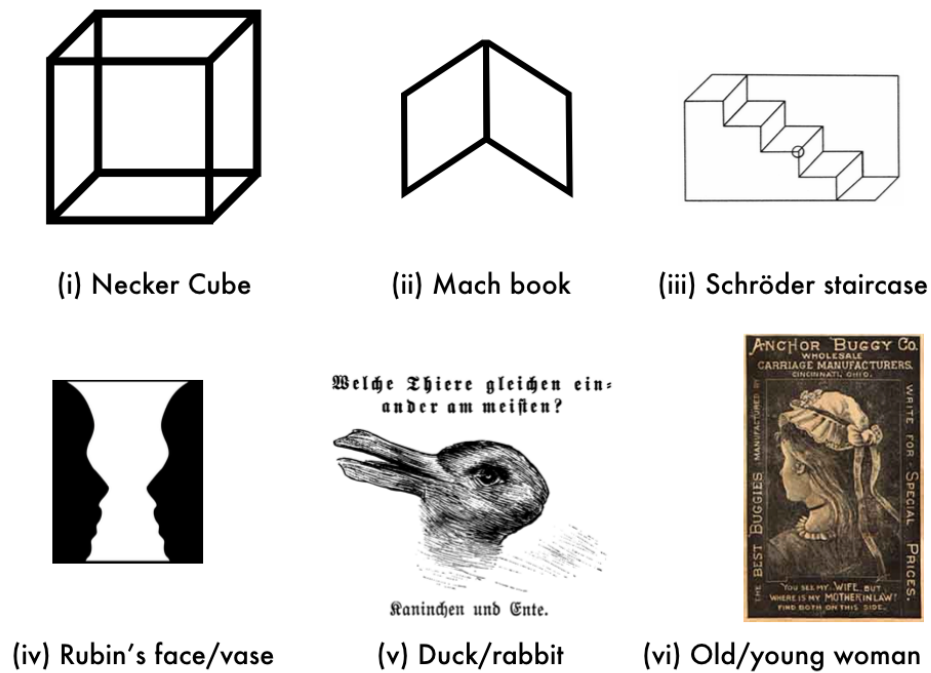 (i) Necker Cube
(ii) Mach book
(iii) Schröder staircase
Welche Thiere gleichen ein=
ander am meisten?
Kaninchen und Ente.
ANCHOR BUGGY CO.
WHOLESALE
CARRIAGE MANUFACTURERS,
CINCINNATI, OHIO.
THE BEST BUGGIES MANUFACTURED BY
WRITE FOR SPECIAL PRICES.
"YOU SEE MY WIFE, BUT
WHERE IS MY MOTHER IN LAW?
FIND BOTH ON THIS SIDE.
(iv) Rubin's face/vase
(v) Duck/rabbit
(vi) Old/young woman